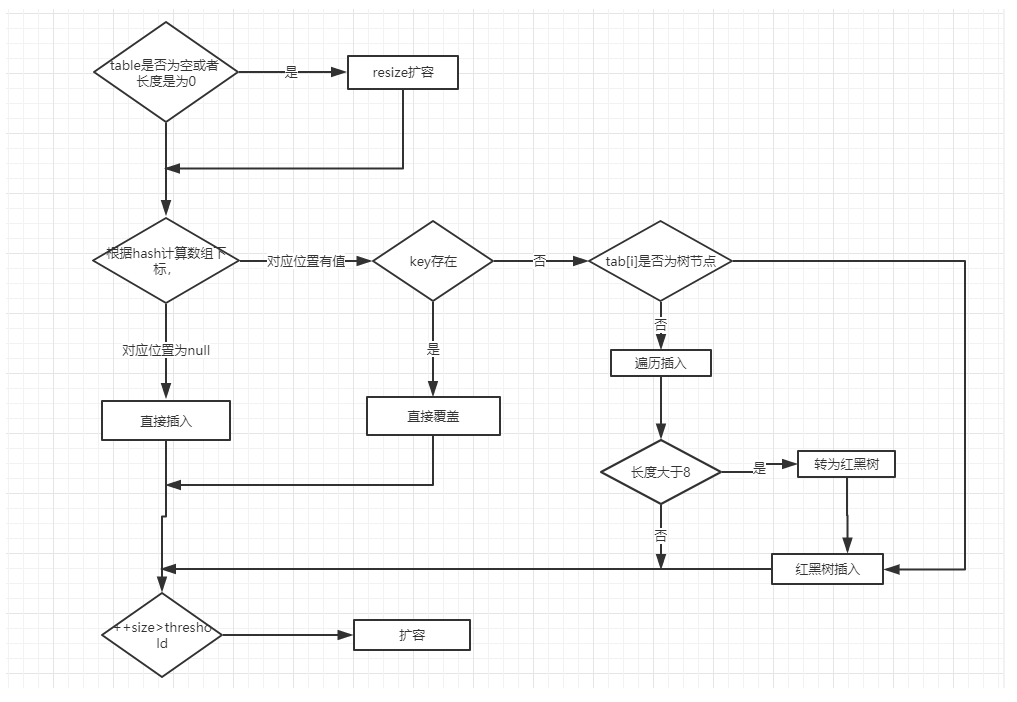 table是否为空或者
长度是为0
是
resize扩容
根据hash计算数组下
标，
对应位置有值
key存在
否
tab[i]是否为树节点
否
对应位置为null
是
遍历插入
直接插入
直接覆盖
长度大于8
是
转为红黑树
否
红黑树插入
++size>thresho
ld
扩容